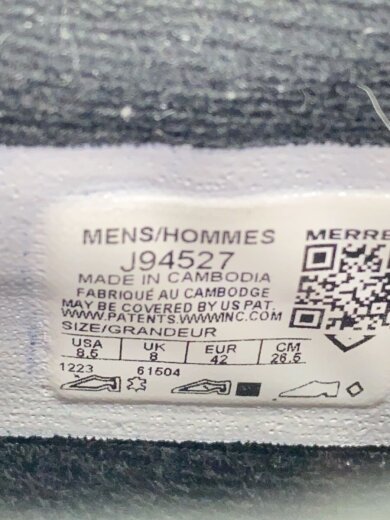 MENS/HOMMES
MERRE
J94527
MADE IN CAMBODIA
FABRIQUÉ AU CAMBODGE
MAY BE COVERED BY US PAT.
WWW.PATENTS.WWWINC.COM
SIZE/GRANDEUR
USA UK EUR CM
8.5 8 42 26.5
1223 61504